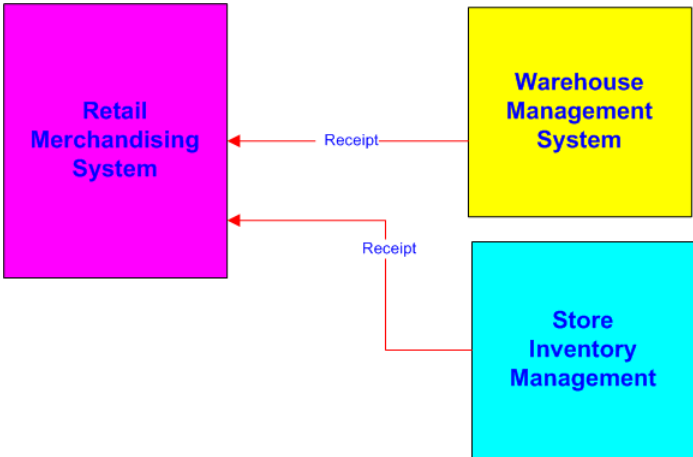 Retail
Merchandising
System
Receipt
Warehouse
Management
System
Receipt
Store
Inventory
Management